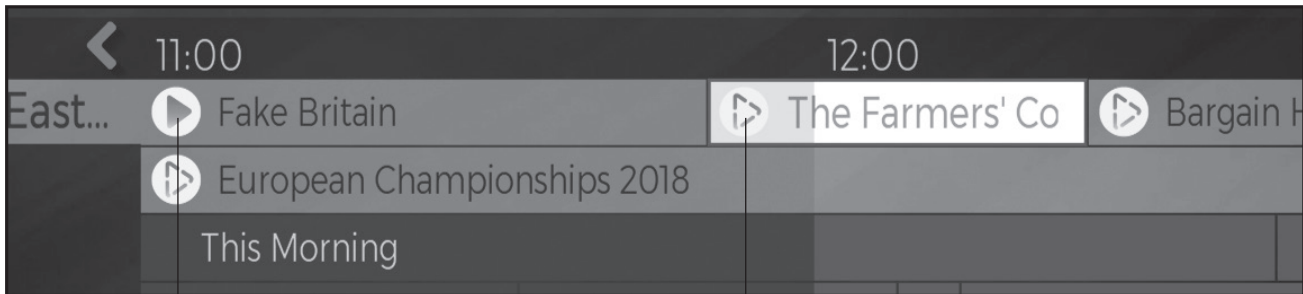 11:00 12:00
East... Fake Britain The Farmers' Co Bargain H
European Championships 2018
This Morning